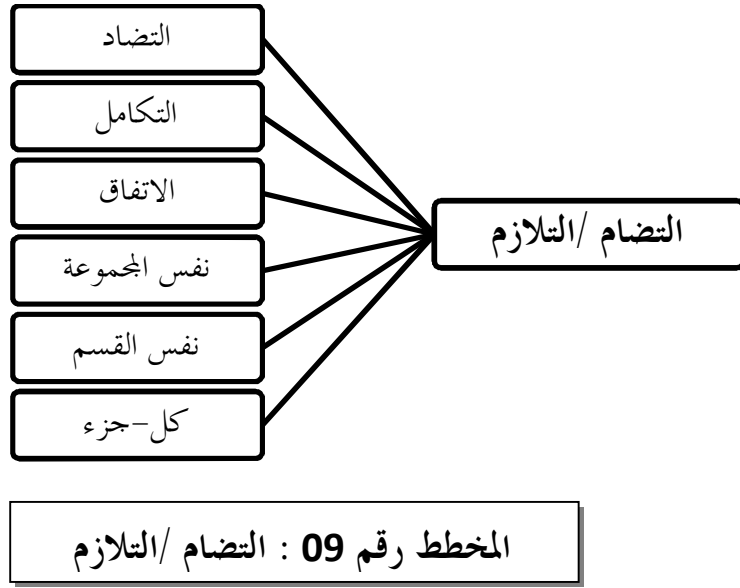 التضاد
التكامل
الاتفاق
التضام /التلازم
نفس المجموعة
نفس القسم
كل-جزء
المخطط رقم 09 : التضام /التلازم